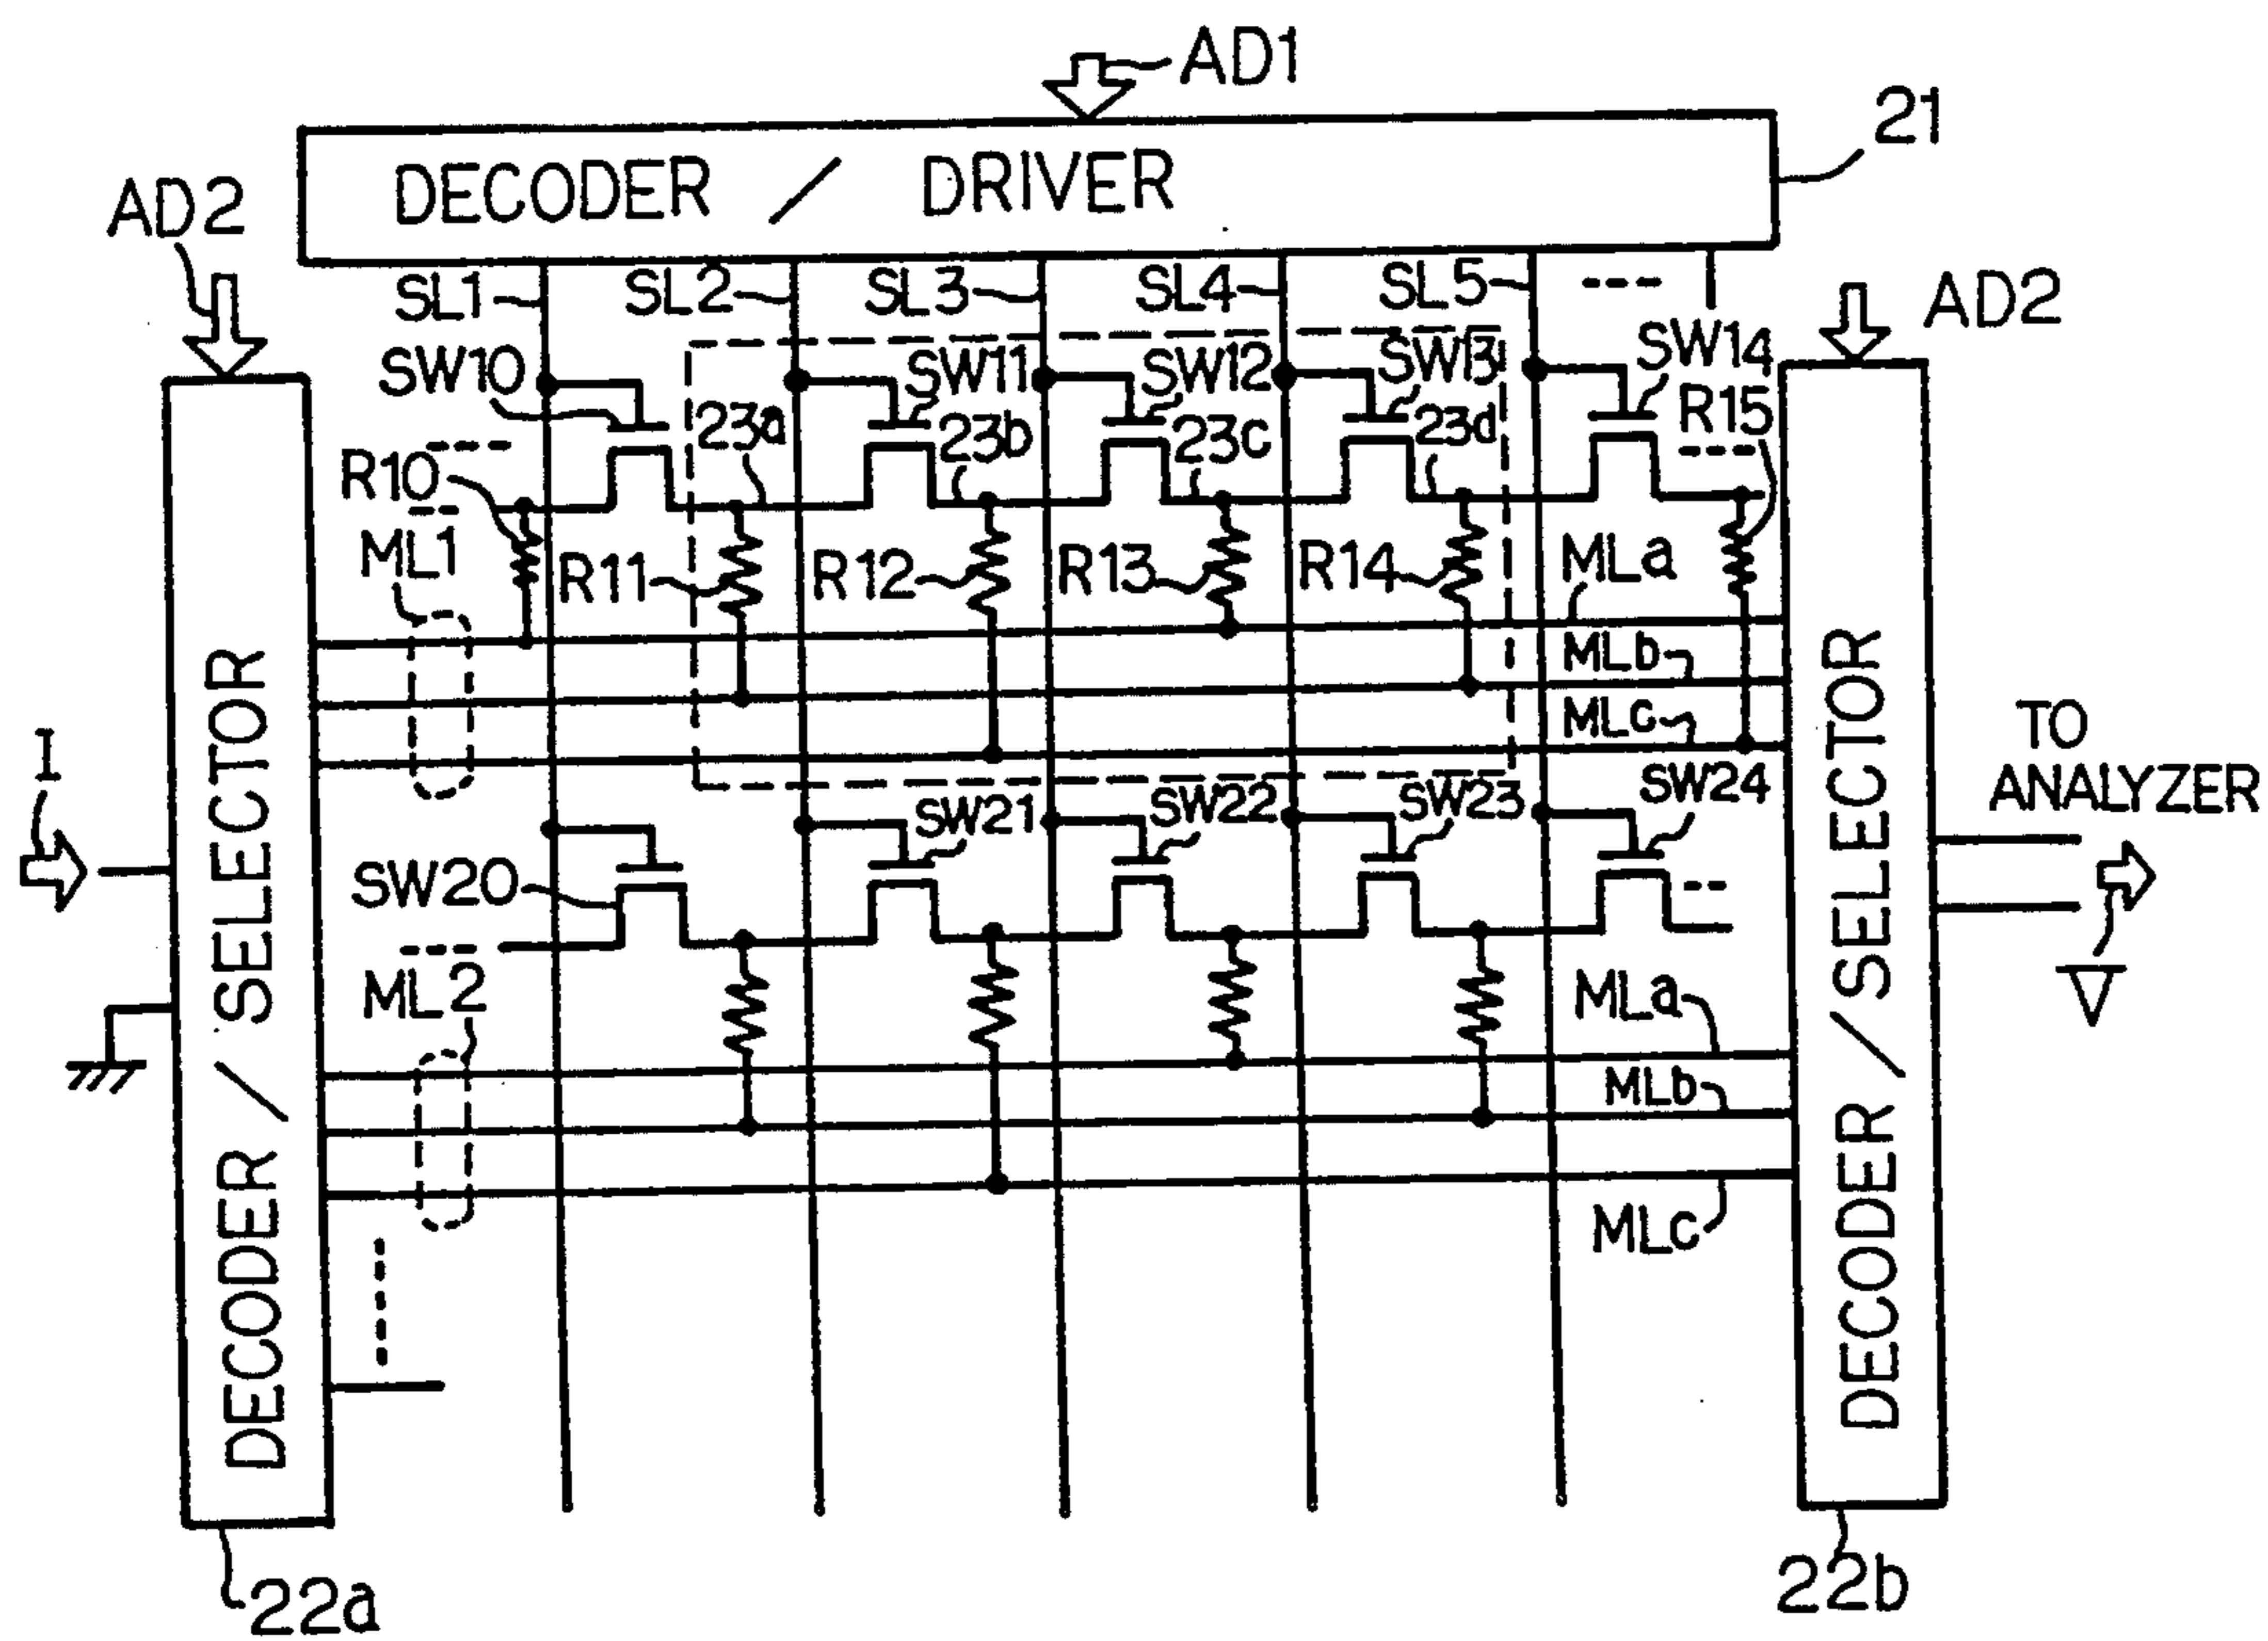 AD1
21
DECODER / DRIVER
AD2
SL1
SL2
SL3
SL4
SL5
AD2
SW10
SW11
SW12
SW13
SW14
23a
23b
23c
23d
R15
R10
ML1
R11
R12
R13
R14
MLa
MLb
MLc
DECODER / SELECTOR
DECODER / SELECTOR
I
TO
ANALYZER
SW20
SW21
SW22
SW23
SW24
V
ML2
MLa
MLb
MLc
22a
22b